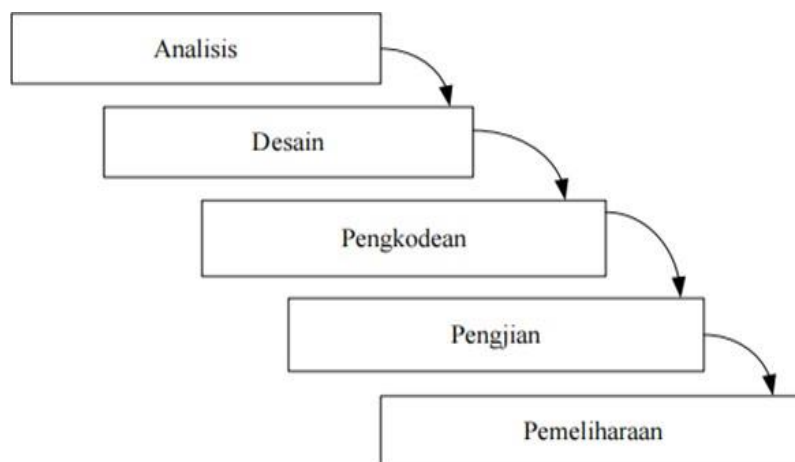 Analisis
Desain
Pengkodean
Pengjian
Pemeliharaan